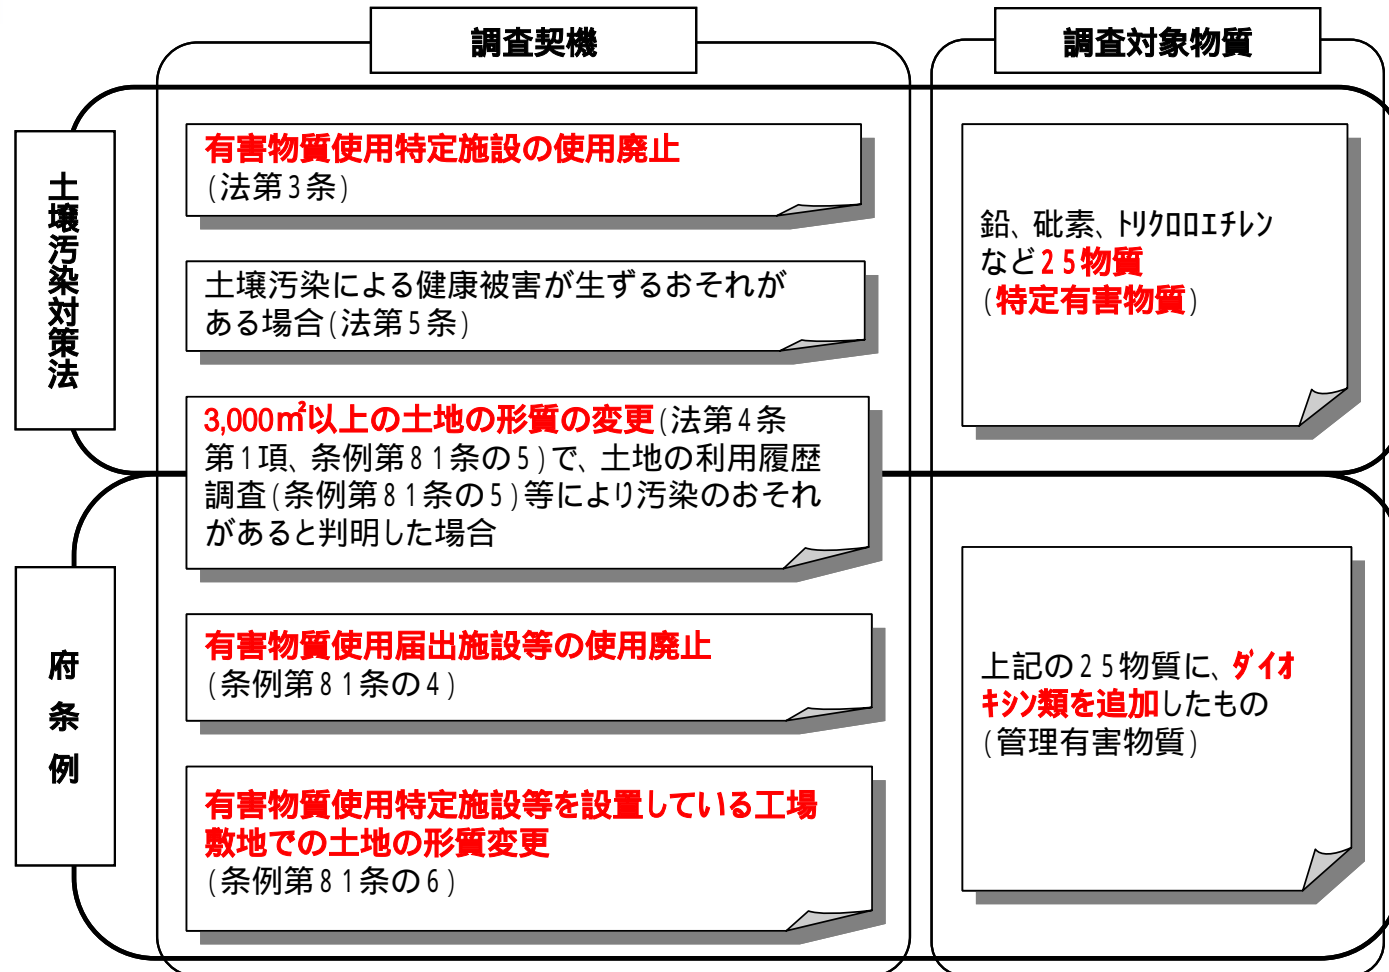 調査契機
調査対象物質
土壌汚染対策法
有害物質使用特定施設の使用廃止
(法第3条)
土壌汚染による健康被害が生ずるおそれが
ある場合(法第5条)
3,000㎡以上の土地の形質の変更(法第4条
第1項、条例第81条の5)で、土地の利用履歴
調査(条例第81条の5)等により汚染のおそれ
があると判明した場合
鉛、砒素、ﾄﾘｸﾛﾛｴﾁﾚﾝ
など25物質
(特定有害物質)
府条例
有害物質使用届出施設等の使用廃止
(条例第81条の4)
有害物質使用特定施設等を設置している工場
敷地での土地の形質変更
(条例第81条の6)
上記の25物質に、ﾀﾞｲｵ
ｷｼﾝ類を追加したもの
(管理有害物質)